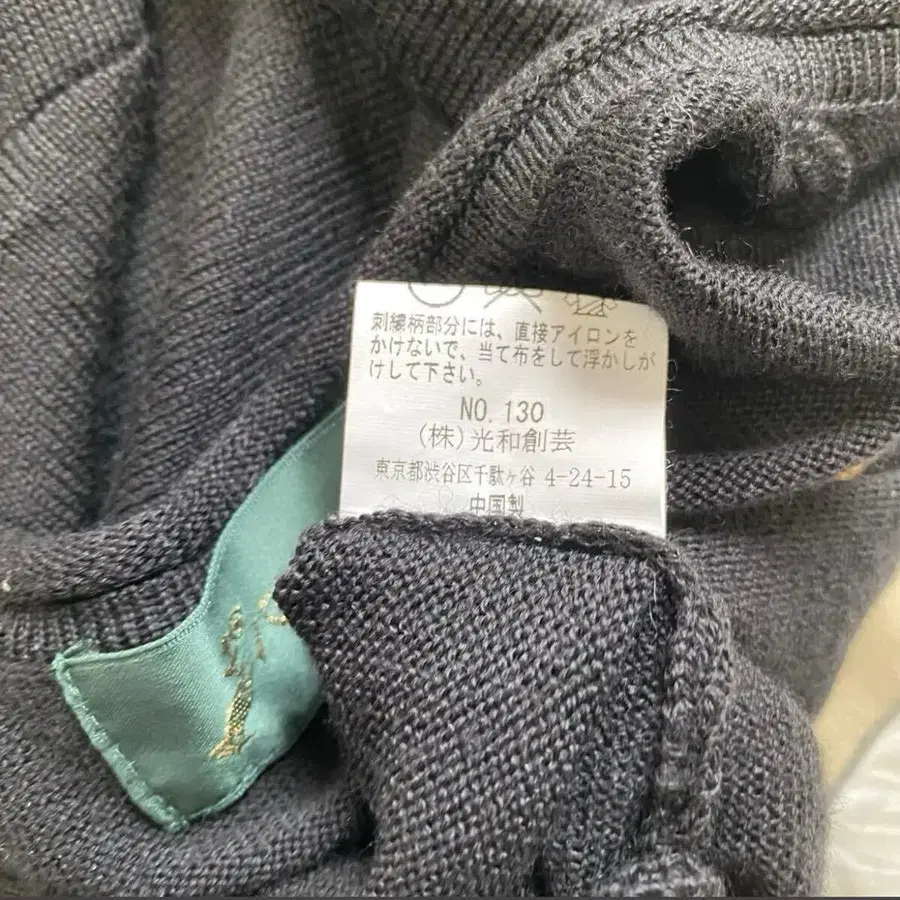 刺繍柄部分には、直接アイロンを
かけないで、当て布をして浮かしが
けして下さい。
NO.130
(株)光和創芸
東京都渋谷区千駄ヶ谷 4-24-15
中国製